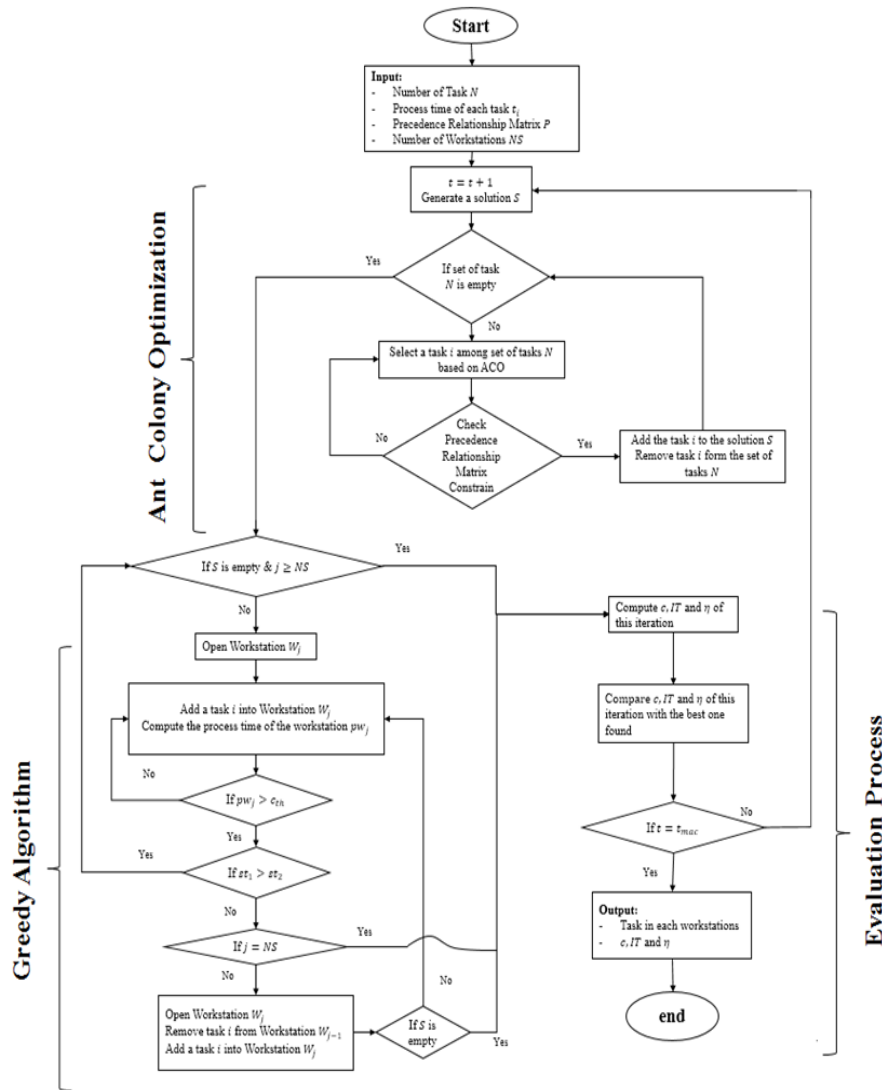 Start
Input:
- Number of Task N
- Process time of each task tᵢ
- Precedence Relationship Matrix P
- Number of Workstations NS
t = t + 1
Generate a solution S
If set of task
N is empty
Yes
No
Select a task i among set of tasks N
based on ACO
Check
Precedence
Relationship
Matrix
Constrain
No
Yes
Add the task i to the solution S
Remove task i form the set of
tasks N
Ant Colony Optimization
If S is empty & j ≥ NS
Yes
No
Open Workstation Wⱼ
Add a task i into Workstation Wⱼ
Compute the process time of the workstation pwⱼ
No
If pwⱼ > cₜₕ
Yes
Yes
If st₁ > st₂
No
If j = NS
Yes
No
Open Workstation Wⱼ
Remove task i from Workstation Wⱼ₋₁
Add a task i into Workstation Wⱼ
If S is
empty
No
Yes
Greedy Algorithm
Compute c, IT and η of
this iteration
Compare c, IT and η of this
iteration with the best one
found
If t = t_mac
No
Yes
Output:
- Task in each workstations
- c, IT and η
end
Evaluation Process